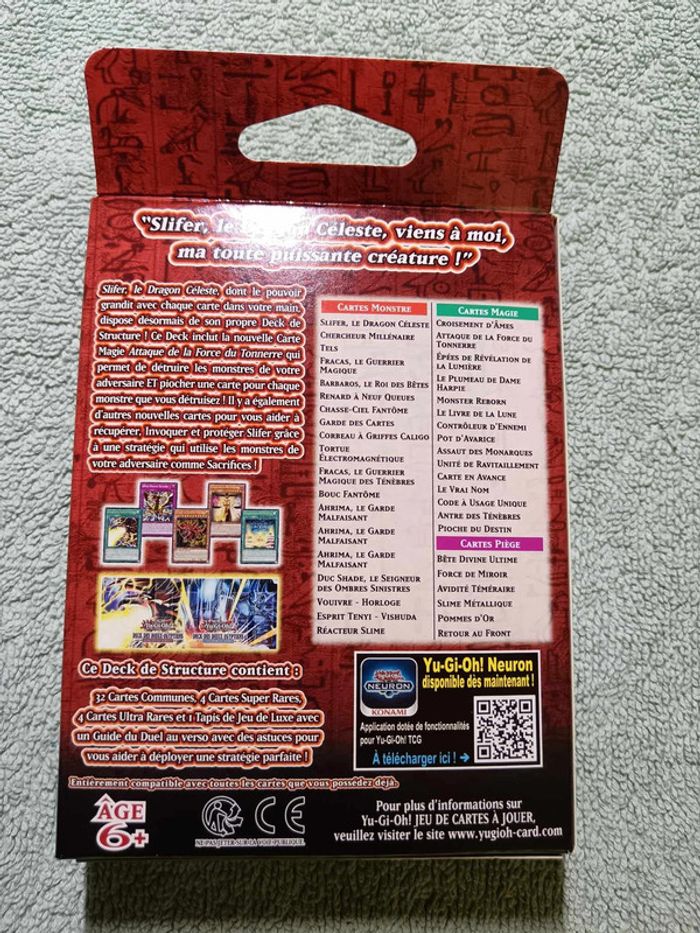 "Slifer, le Céleste, viens à moi,
ma toute puissante créature !"
Slifer, le Dragon Céleste, dont le pouvoir
grandit avec chaque carte dans votre main,
dispose désormais de son propre Deck de
Structure ! Ce Deck inclut la nouvelle Carte
Magie Attaque de la Force du Tonnerre qui
permet de détruire les monstres de votre
adversaire ET piocher une carte pour chaque
monstre que vous détruisez ! Il y a également
d'autres nouvelles cartes pour vous aider à
récupérer, Invoquer et protéger Slifer grâce
à une stratégie qui utilise les monstres de
votre adversaire comme Sacrifices !
CARTES MONSTRE
SLIFER, LE DRAGON CÉLESTE
CHERCHEUR MILLÉNAIRE
TELS
FRACAS, LE GUERRIER
MAGIQUE
BARBAROS, LE ROI DES BÊTES
RENARD À NEUF QUEUES
CHASSE-CIEL FANTÔME
GARDE DES CARTES
CORBEAU À GRIFFES CALIGO
TORTUE
ÉLECTROMAGNÉTIQUE
FRACAS, LE GUERRIER
MAGIQUE DES TÉNÈBRES
BOUC FANTÔME
AHRIMA, LE GARDE
MALFAISANT
AHRIMA, LE GARDE
MALFAISANT
AHRIMA, LE GARDE
MALFAISANT
DUC SHADE, LE SEIGNEUR
DES OMBRES SINISTRES
VOUIVRE - HORLOGE
ESPRIT TENYI - VISHUDA
RÉACTEUR SLIME
CARTES MAGIE
CROISEMENT D'ÂMES
ATTAQUE DE LA FORCE DU
TONNERRE
ÉPÉES DE RÉVÉLATION DE
LA LUMIÈRE
LE PLUMEAU DE DAME
HARPIE
MONSTER REBORN
LE LIVRE DE LA LUNE
CONTRÔLEUR D'ENNEMI
POT D'AVARICE
ASSAUT DES MONARQUES
UNITÉ DE RAVITAILLEMENT
CARTE EN AVANCE
LE VRAI NOM
CODE À USAGE UNIQUE
ANTRE DES TÉNÈBRES
PIOCHE DU DESTIN
CARTES PIÈGE
BÊTE DIVINE ULTIME
FORCE DE MIROIR
AVIDITÉ TÉMÉRAIRE
SLIME MÉTALLIQUE
POMMES D'OR
RETOUR AU FRONT
Ce Deck de Structure contient :
32 Cartes Communes, 4 Cartes Super Rares,
4 Cartes Ultra Rares et 1 Tapis de Jeu de Luxe avec
un Guide du Duel au verso avec des astuces pour
vous aider à déployer une stratégie parfaite !
NEURON
KONAMI
Yu-Gi-Oh! Neuron
disponible dès maintenant !
Application dotée de fonctionnalités
pour Yu-Gi-Oh! TCG
À télécharger ici !
Entièrement compatible avec toutes les cartes que vous possédez déjà.
ÂGE
6+
CE
NE PAS JETER SUR LA VOIE PUBLIQUE.
Pour plus d'informations sur
Yu-Gi-Oh! JEU DE CARTES À JOUER,
veuillez visiter le site www.yugioh-card.com